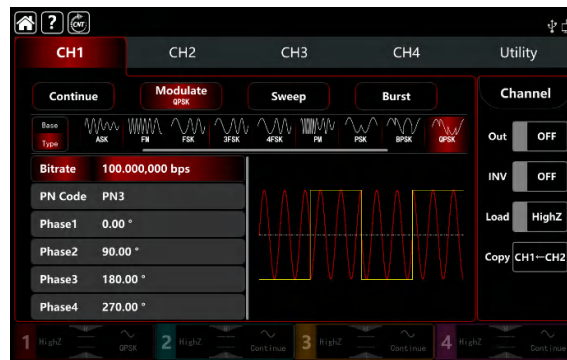 ? CNT
CH1 CH2 CH3 CH4 Utility
Continue Modulate QPSK Sweep Burst Channel
Base Type ASK FM FSK 3FSK 4FSK PM PSK BPSK QPSK
Out OFF
Bitrate 100.000,000 bps
INV OFF
PN Code PN3
Phase1 0.00 °
Load HighZ
Phase2 90.00 °
Copy CH1←CH2
Phase3 180.00 °
Phase4 270.00 °
1 HighZ QPSK 2 HighZ Continue 3 HighZ Continue 4 HighZ Continue